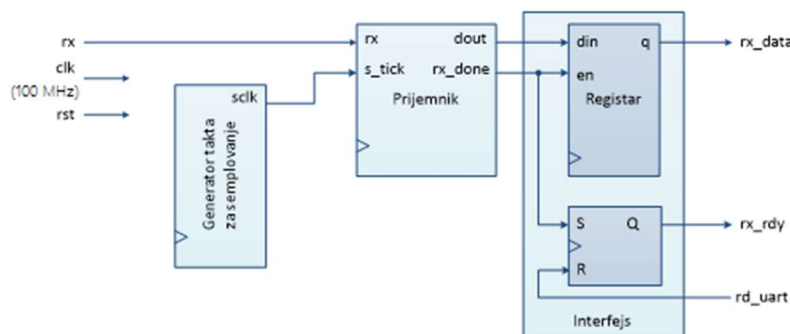 rx
clk
(100 MHz)
rst
sclk
Generator takta
za semplovanje
rx
dout
s_tick
rx_done
Prijemnik
din
q
en
Registar
S
Q
R
Interfejs
rx_data
rx_rdy
rd_uart